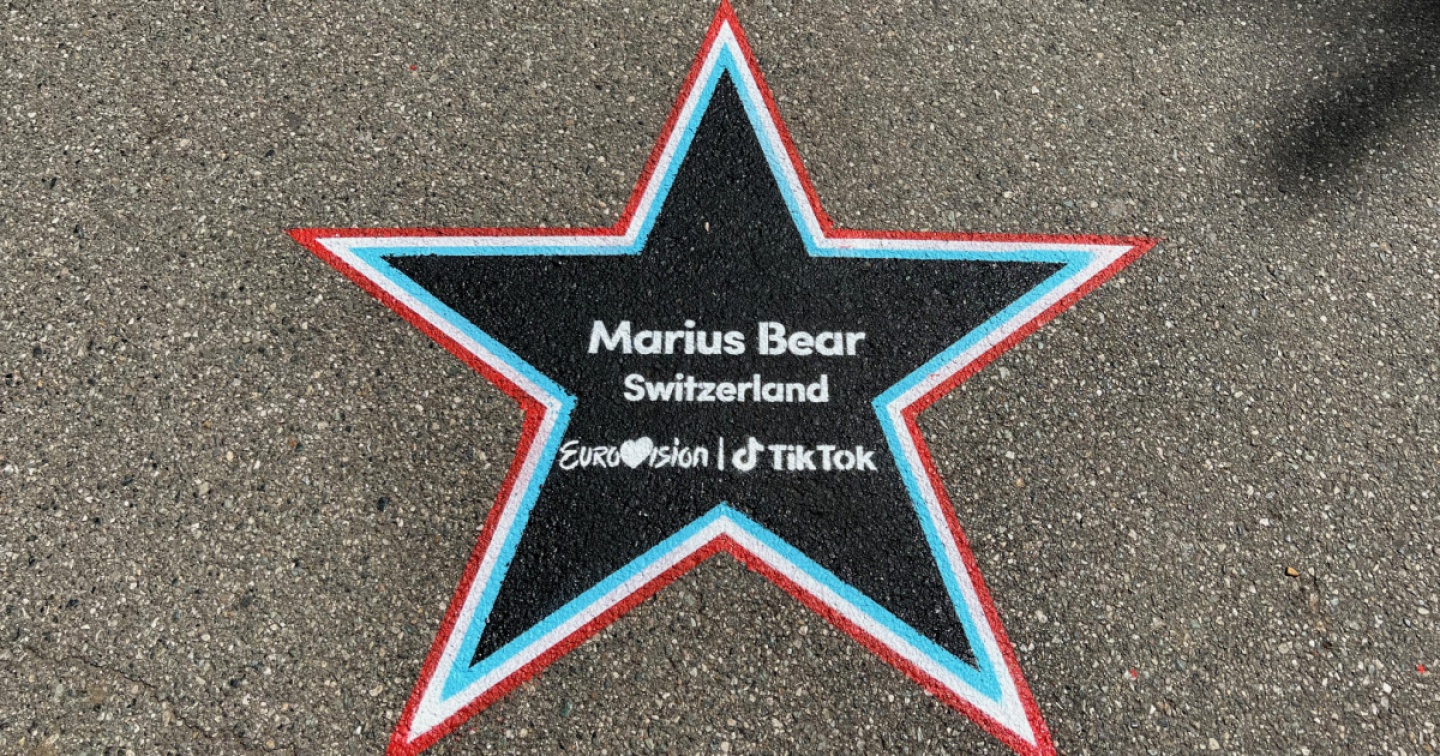 Marius Bear
Switzerland
EUROVISION | TikTok